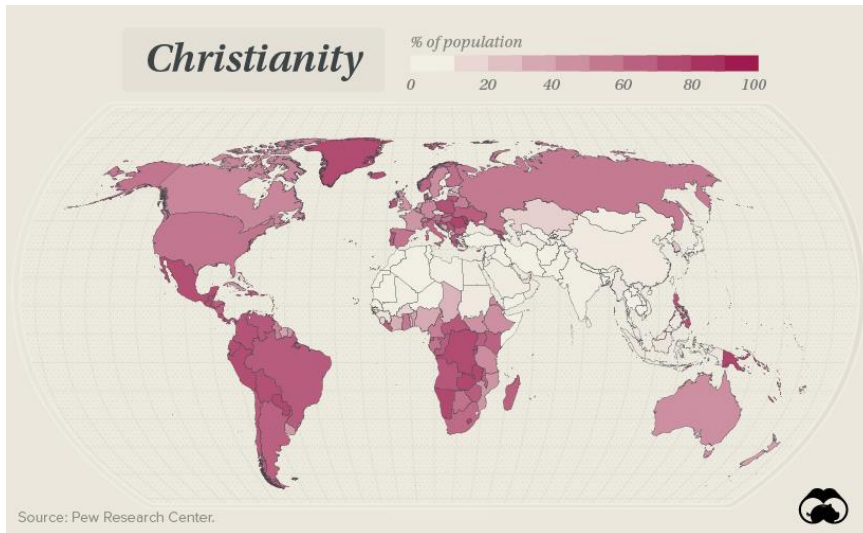 Christianity
% of population
0 20 40 60 80 100
Source: Pew Research Center.